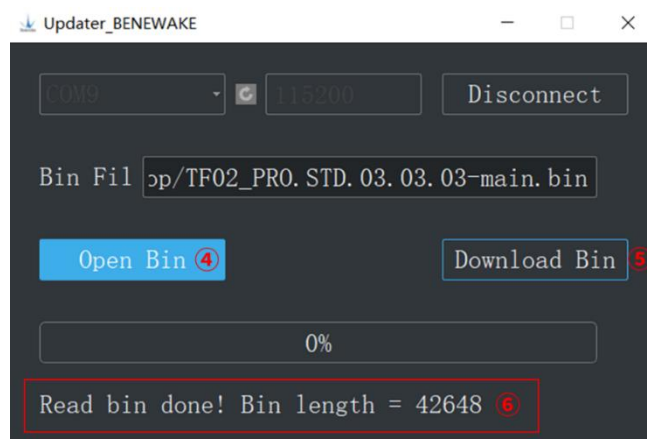 Updater_BENEWAKE
COM9 115200 Disconnect
Bin Fil op/TF02_PRO.STD.03.03.03-main.bin
Open Bin ④ Download Bin ⑤
0%
Read bin done! Bin length = 42648 ⑥